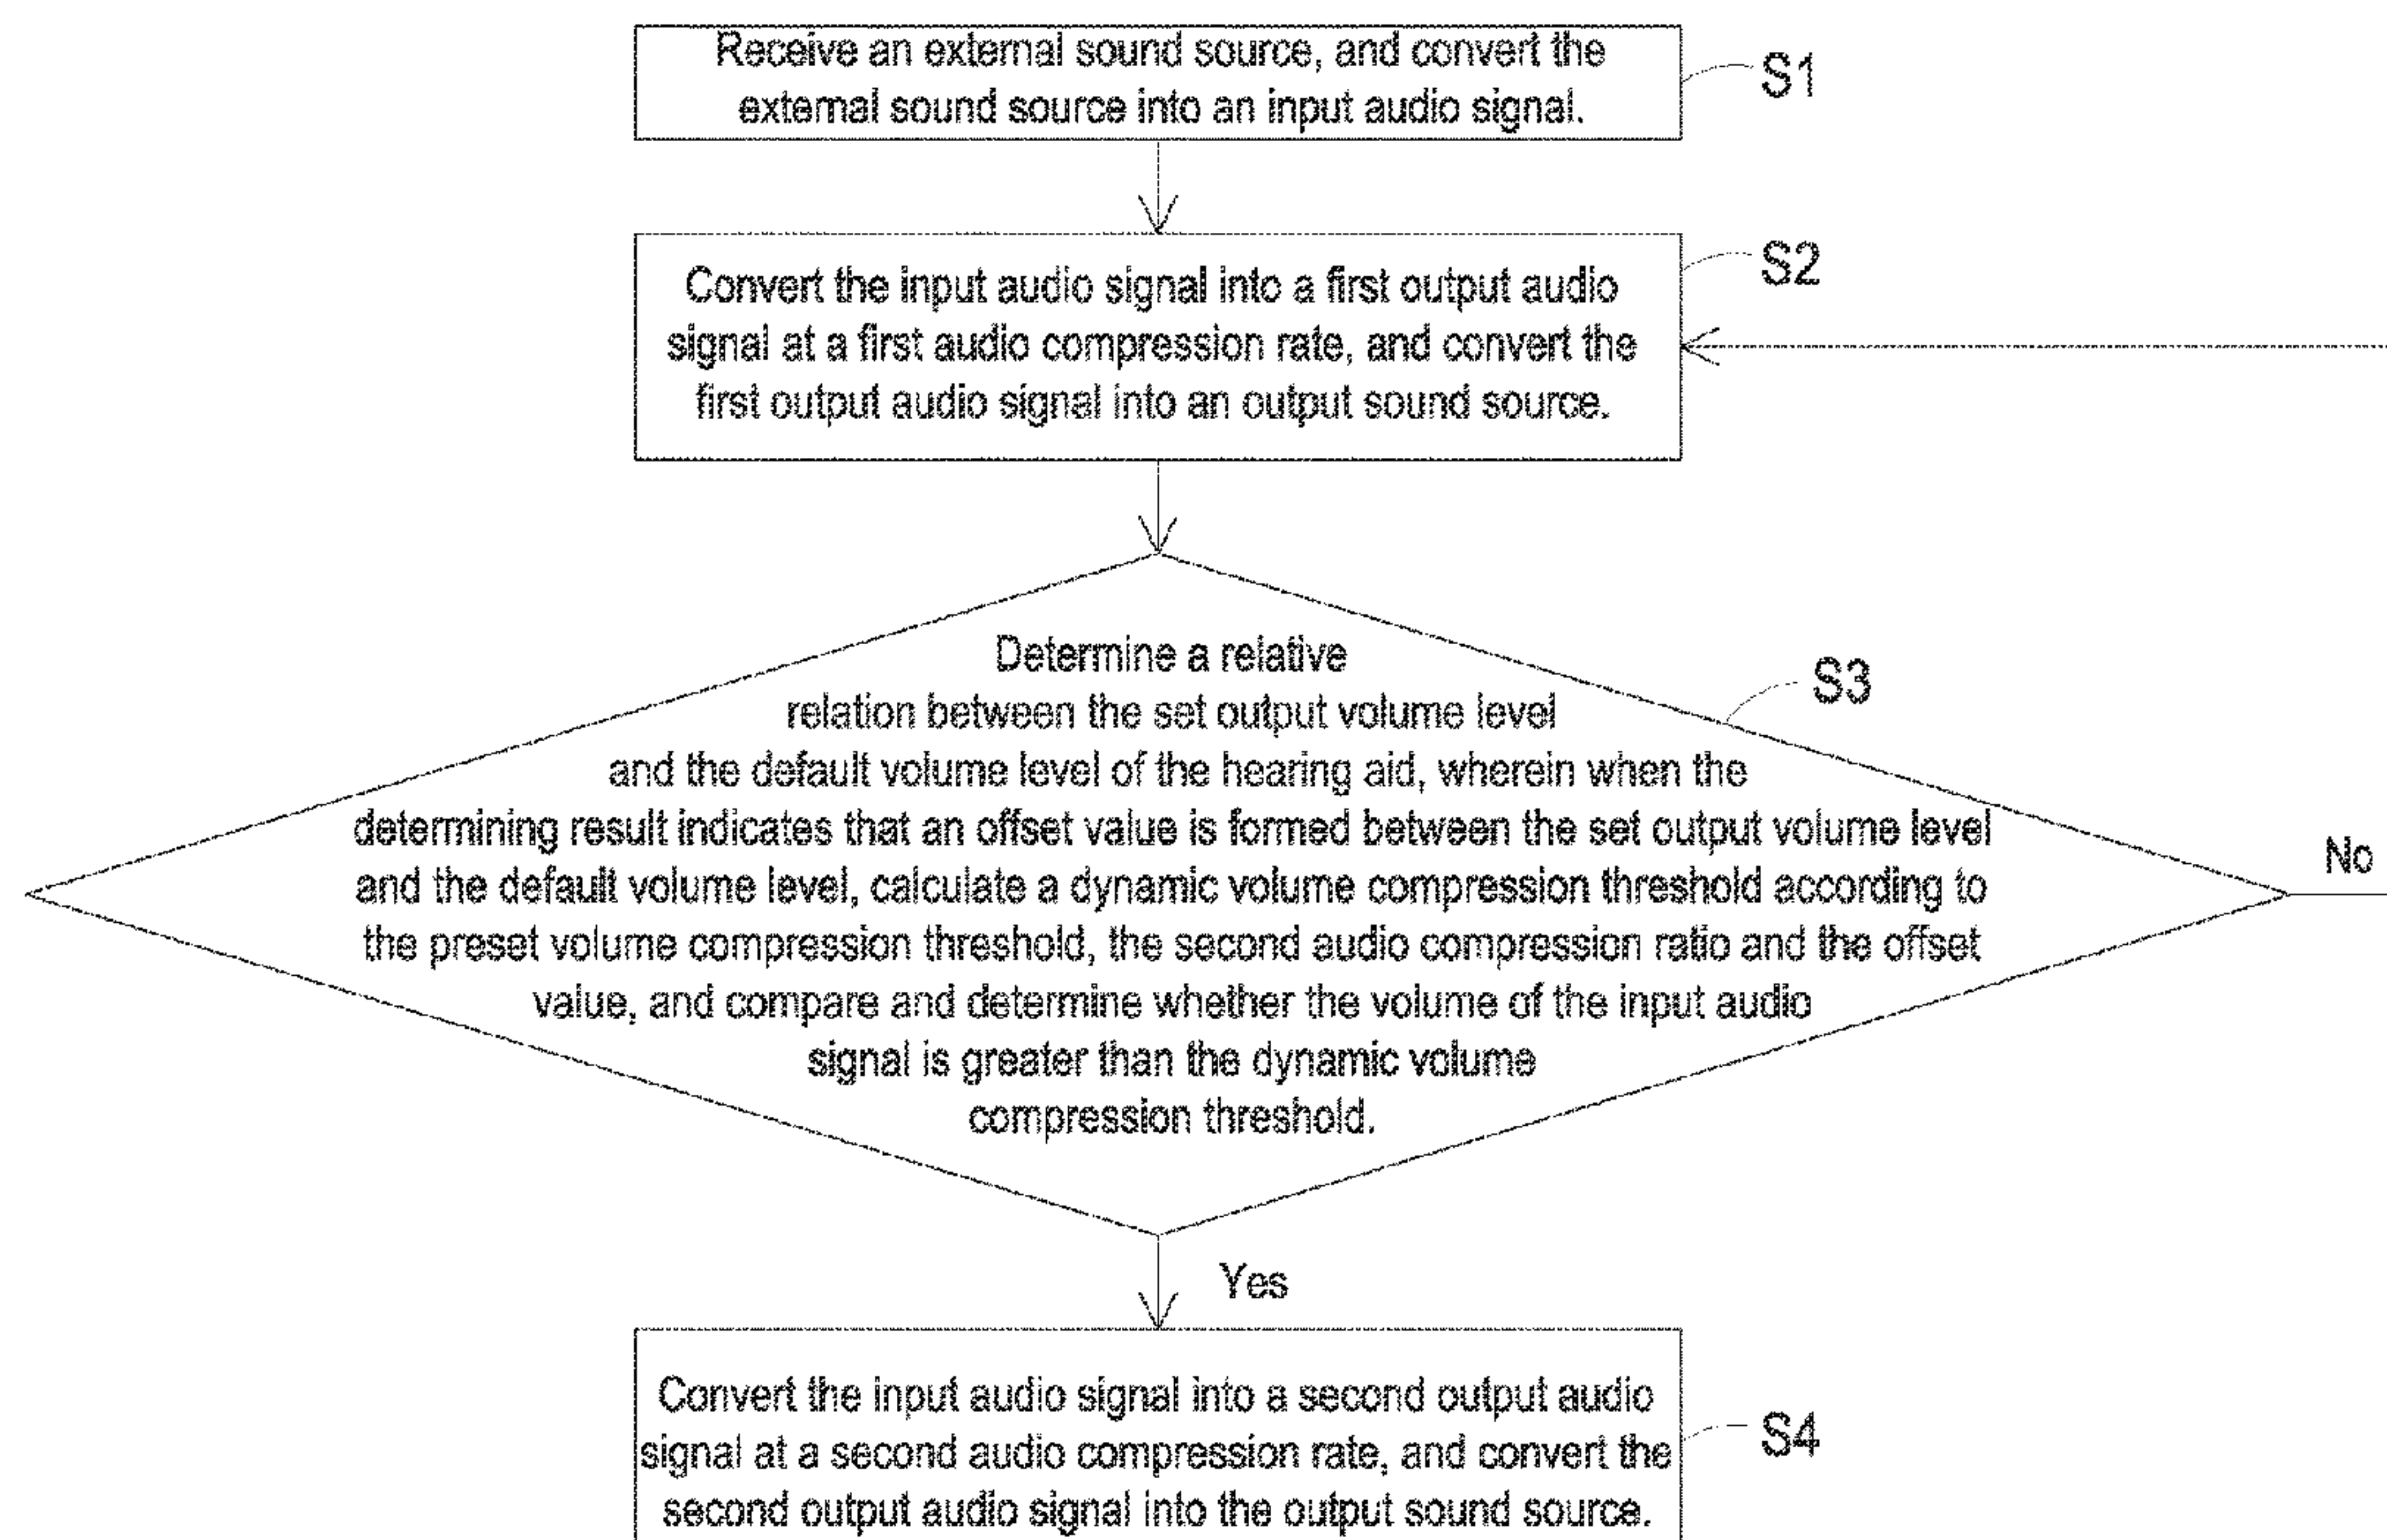 Receive an external sound source, and convert the
external sound source into an input audio signal.
S1
Convert the input audio signal into a first output audio
signal at a first audio compression rate, and convert the
first output audio signal into an output sound source.
S2
Determine a relative
relation between the set output volume level
and the default volume level of the hearing aid, wherein when the
determining result indicates that an offset value is formed between the set output volume level
and the default volume level, calculate a dynamic volume compression threshold according to
the preset volume compression threshold, the second audio compression ratio and the offset
value, and compare and determine whether the volume of the input audio
signal is greater than the dynamic volume
compression threshold.
S3
No
Yes
Convert the input audio signal into a second output audio
signal at a second audio compression rate, and convert the
second output audio signal into the output sound source.
S4